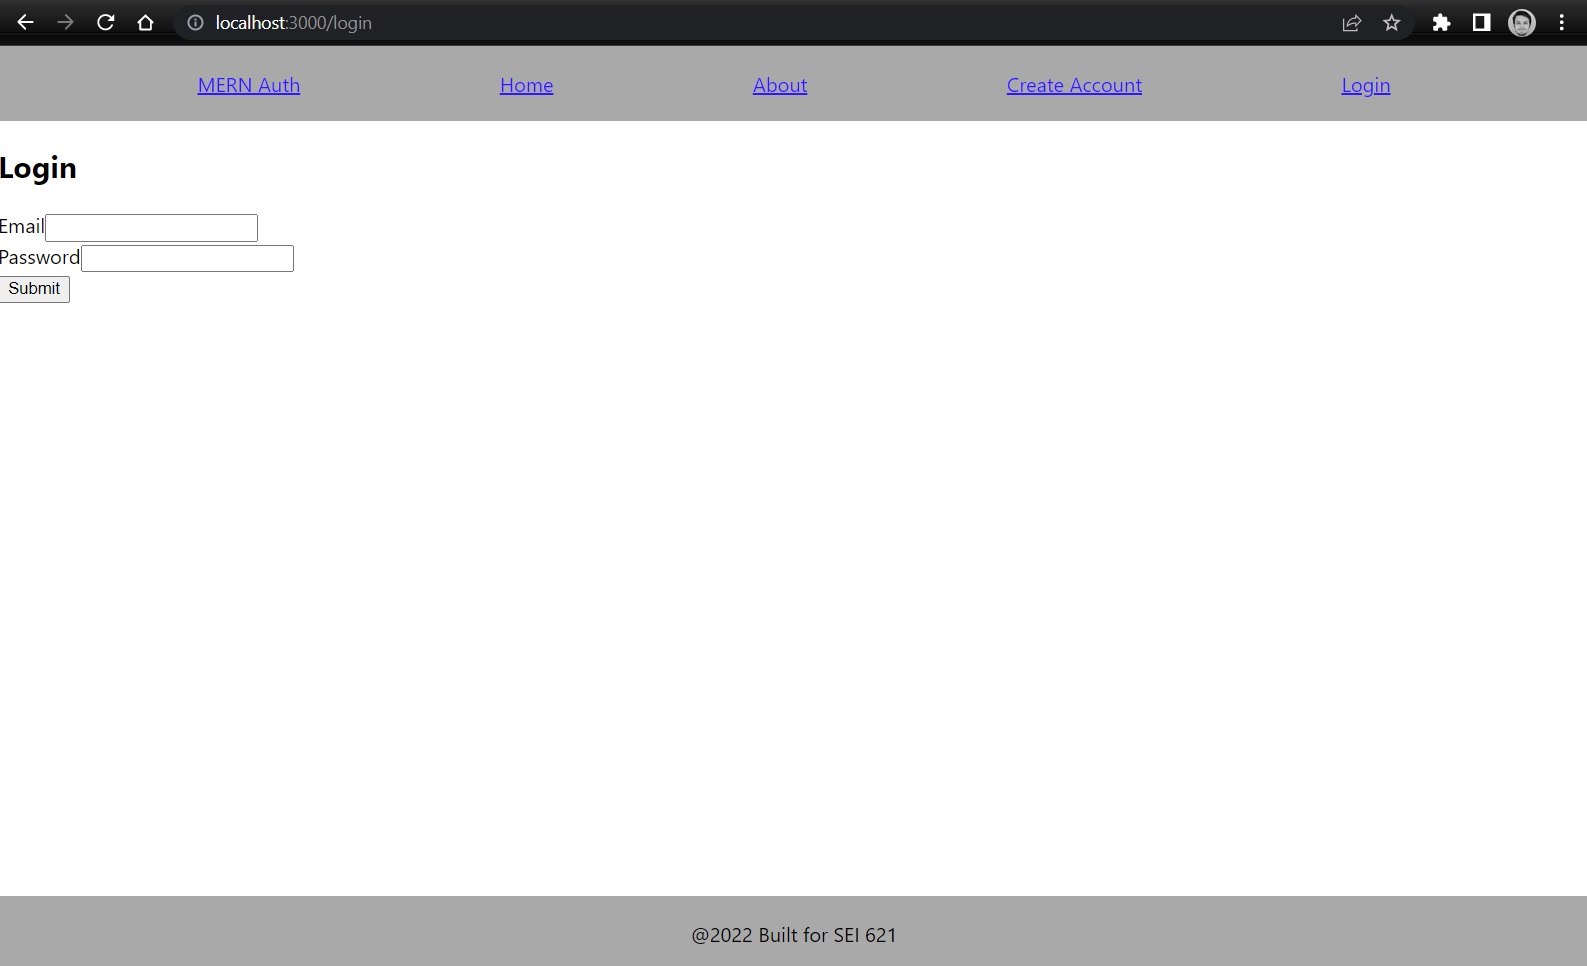 localhost:3000/login
MERN Auth Home About Create Account Login
Login
Email
Password
Submit
@2022 Built for SEI 621